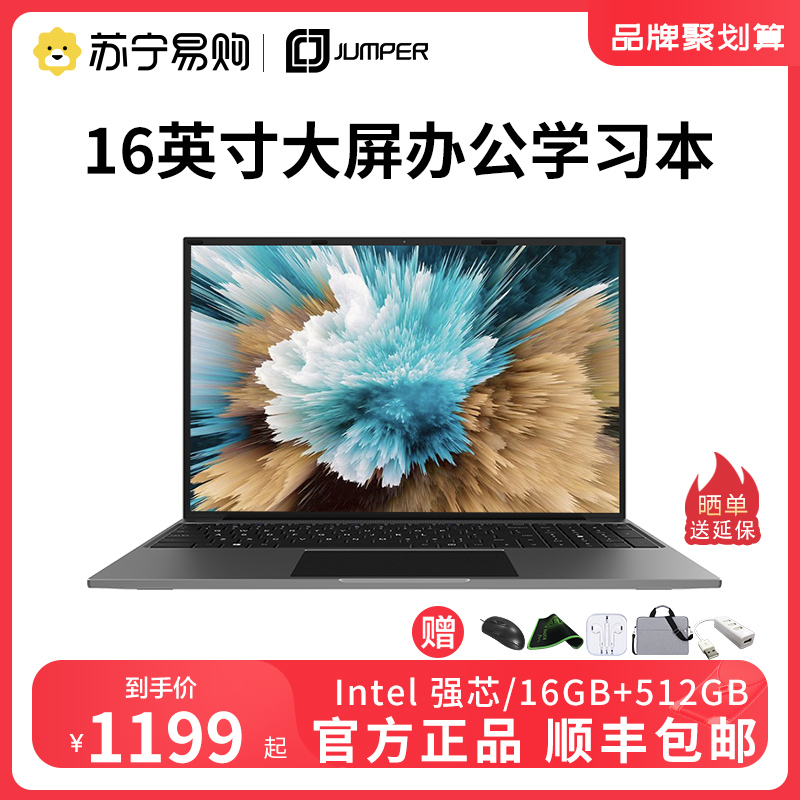 苏宁易购 JUMPER
品牌聚划算
16英寸大屏办公学习本
晒单
送延保
赠
到手价
¥1199起
Intel 强芯/16GB+512GB
官方正品 顺丰包邮